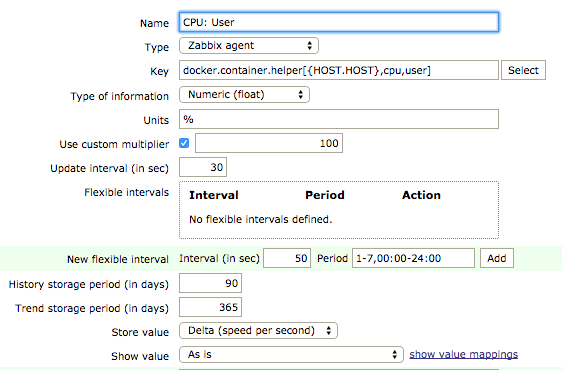 Name CPU: User
Type Zabbix agent
Key docker.container.helper[{HOST.HOST},cpu,user] Select
Type of information Numeric (float)
Units %
Use custom multiplier 100
Update interval (in sec) 30
Flexible intervals Interval Period Action
No flexible intervals defined.
New flexible interval Interval (in sec) 50 Period 1-7,00:00-24:00 Add
History storage period (in days) 90
Trend storage period (in days) 365
Store value Delta (speed per second)
Show value As is show value mappings